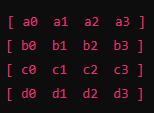 [ a0 a1 a2 a3 ]
[ b0 b1 b2 b3 ]
[ c0 c1 c2 c3 ]
[ d0 d1 d2 d3 ]